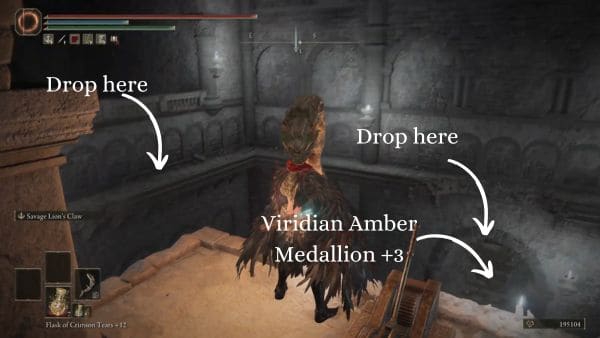 E
S
Drop here
Drop here
Savage Lion's Claw
Viridian Amber
Medallion +3
Flask of Crimson Tears +12
195104